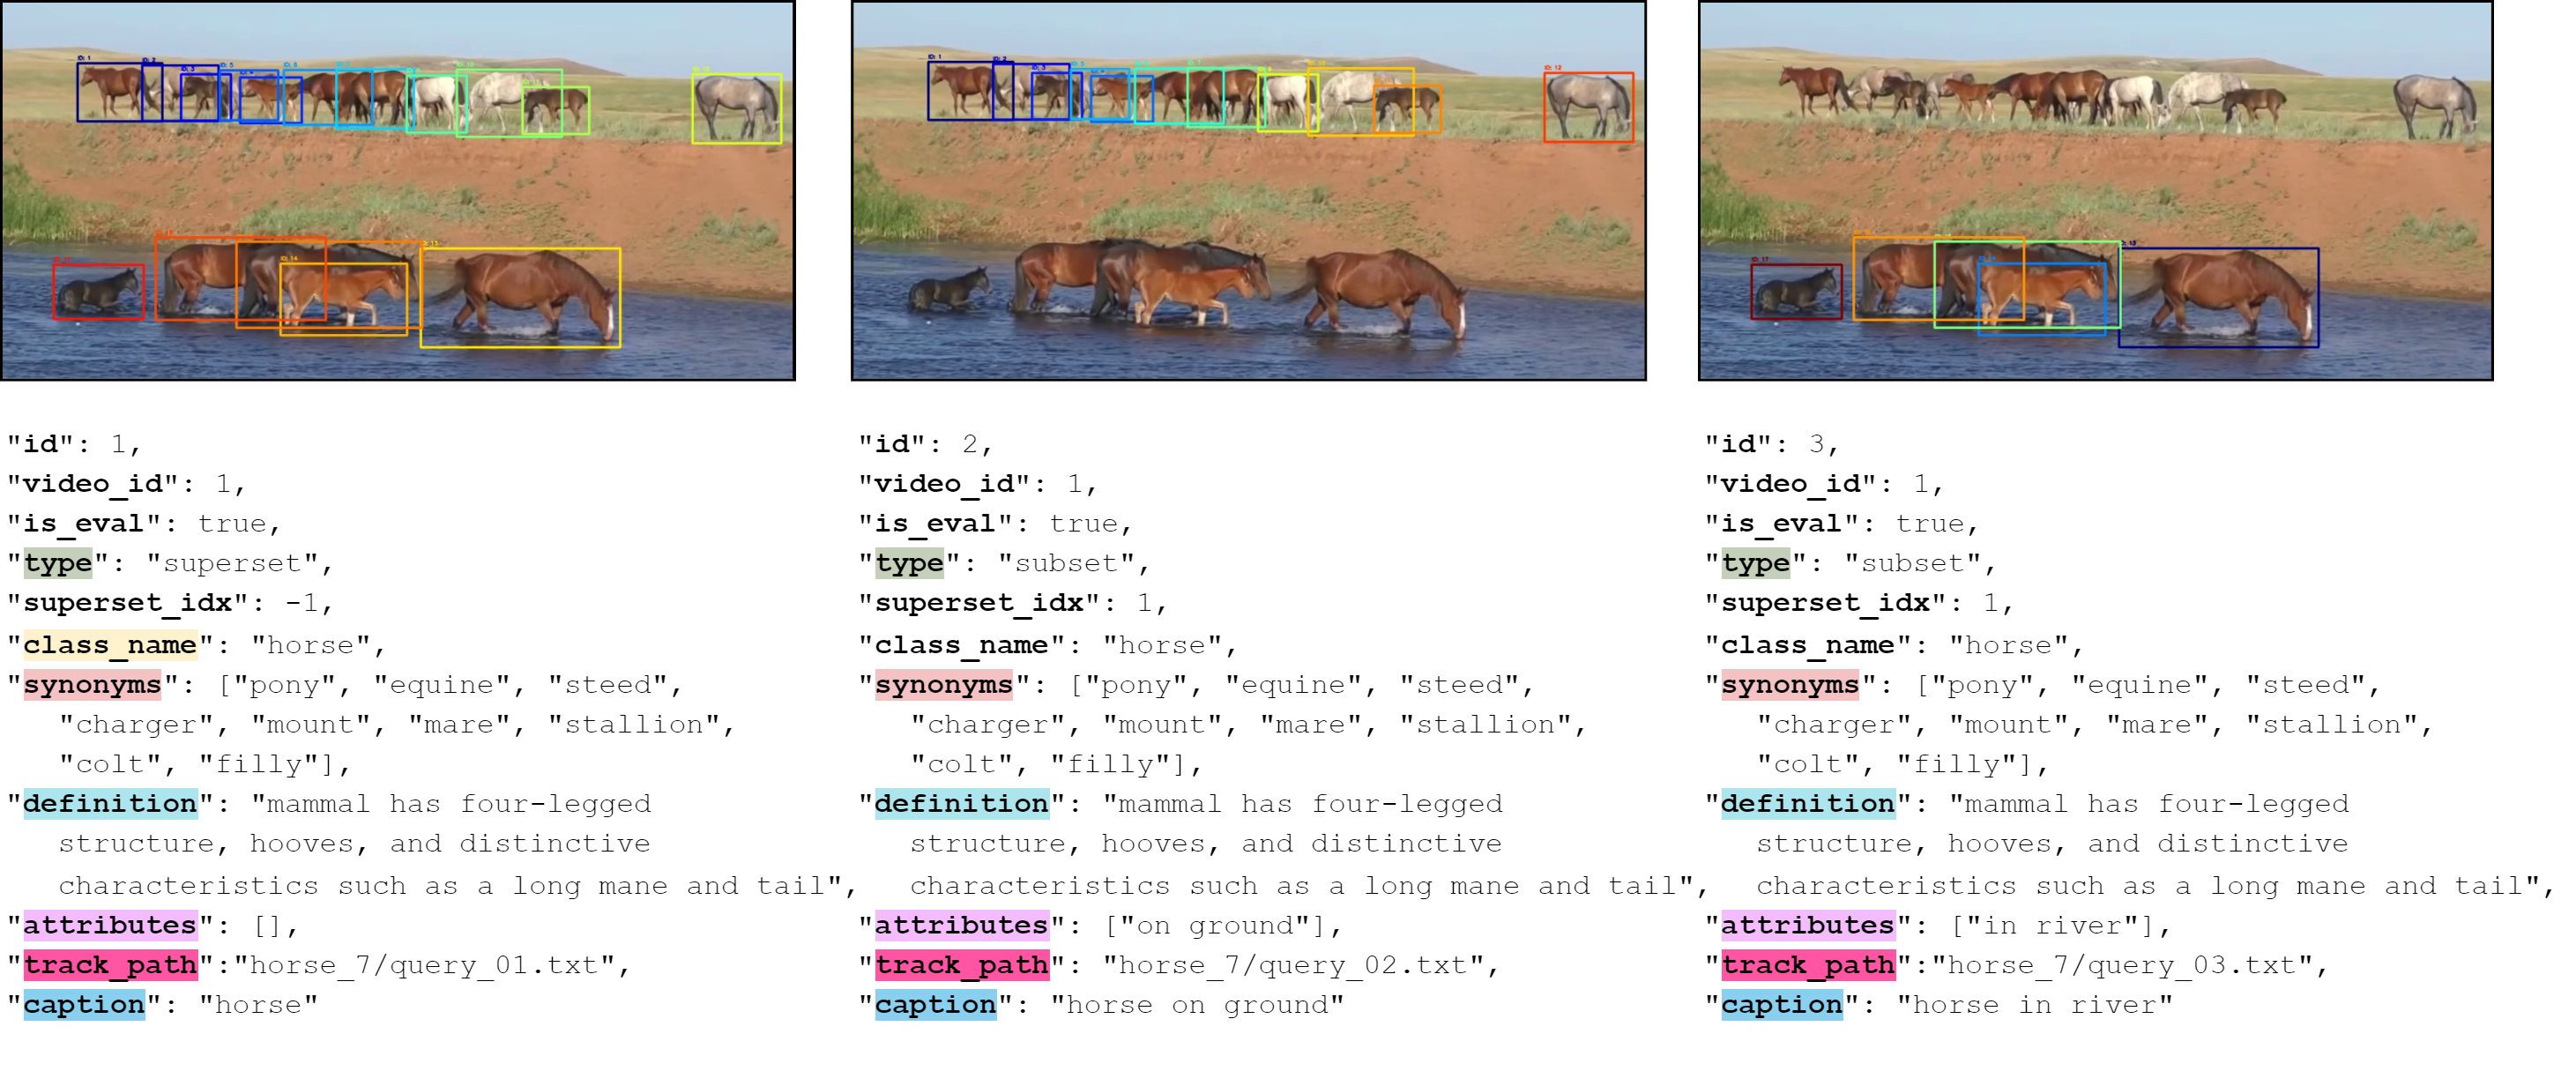 ID: 1
ID: 2
ID: 12
"id": 1,
"video_id": 1,
"is_eval": true,
"type": "superset",
"superset_idx": -1,
"class_name": "horse",
"synonyms": ["pony", "equine", "steed",
"charger", "mount", "mare", "stallion",
"colt", "filly"],
"definition": "mammal has four-legged
structure, hooves, and distinctive
characteristics such as a long mane and tail",
"attributes": [],
"track_path":"horse_7/query_01.txt",
"caption": "horse"
"id": 2,
"video_id": 1,
"is_eval": true,
"type": "subset",
"superset_idx": 1,
"class_name": "horse",
"synonyms": ["pony", "equine", "steed",
"charger", "mount", "mare", "stallion",
"colt", "filly"],
"definition": "mammal has four-legged
structure, hooves, and distinctive
characteristics such as a long mane and tail",
"attributes": ["on ground"],
"track_path": "horse_7/query_02.txt",
"caption": "horse on ground"
"id": 3,
"video_id": 1,
"is_eval": true,
"type": "subset",
"superset_idx": 1,
"class_name": "horse",
"synonyms": ["pony", "equine", "steed",
"charger", "mount", "mare", "stallion",
"colt", "filly"],
"definition": "mammal has four-legged
structure, hooves, and distinctive
characteristics such as a long mane and tail",
"attributes": ["in river"],
"track_path":"horse_7/query_03.txt",
"caption": "horse in river"